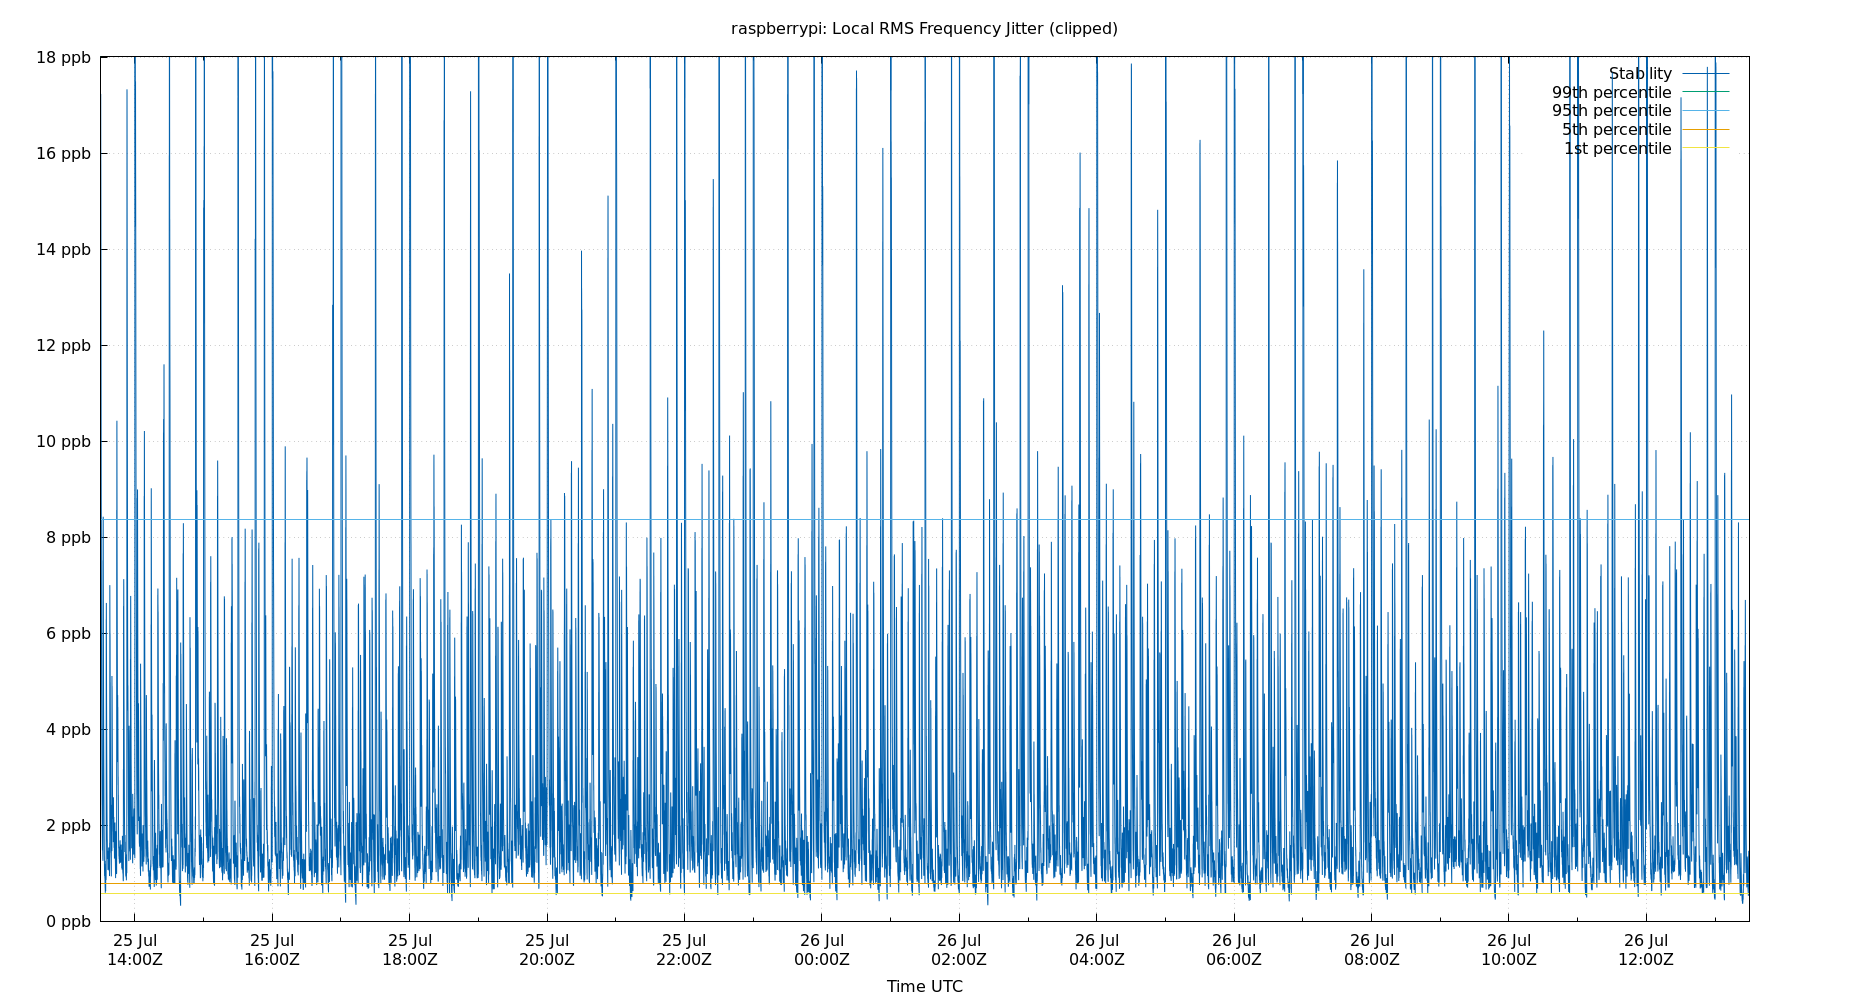 raspberrypi: Local RMS Frequency Jitter (clipped)
18 ppb
16 ppb
14 ppb
12 ppb
10 ppb
8 ppb
6 ppb
4 ppb
2 ppb
0 ppb
Stability
99th percentile
95th percentile
5th percentile
1st percentile
25 Jul
14:00Z
25 Jul
16:00Z
25 Jul
18:00Z
25 Jul
20:00Z
25 Jul
22:00Z
26 Jul
00:00Z
26 Jul
02:00Z
26 Jul
04:00Z
26 Jul
06:00Z
26 Jul
08:00Z
26 Jul
10:00Z
26 Jul
12:00Z
Time UTC